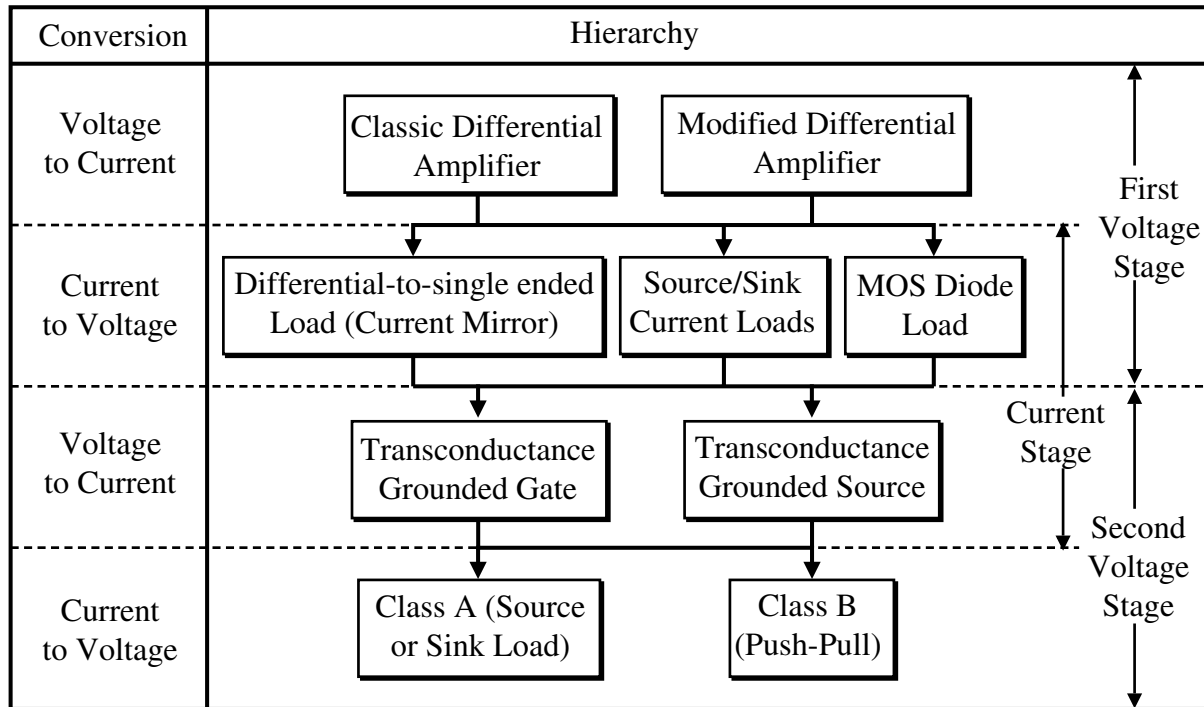 Conversion
Hierarchy
Voltage
to Current
Classic Differential
Amplifier
Modified Differential
Amplifier
First
Voltage
Stage
Current
to Voltage
Differential-to-single ended
Load (Current Mirror)
Source/Sink
Current Loads
MOS Diode
Load
Voltage
to Current
Transconductance
Grounded Gate
Transconductance
Grounded Source
Current
Stage
Second
Voltage
Stage
Current
to Voltage
Class A (Source
or Sink Load)
Class B
(Push-Pull)